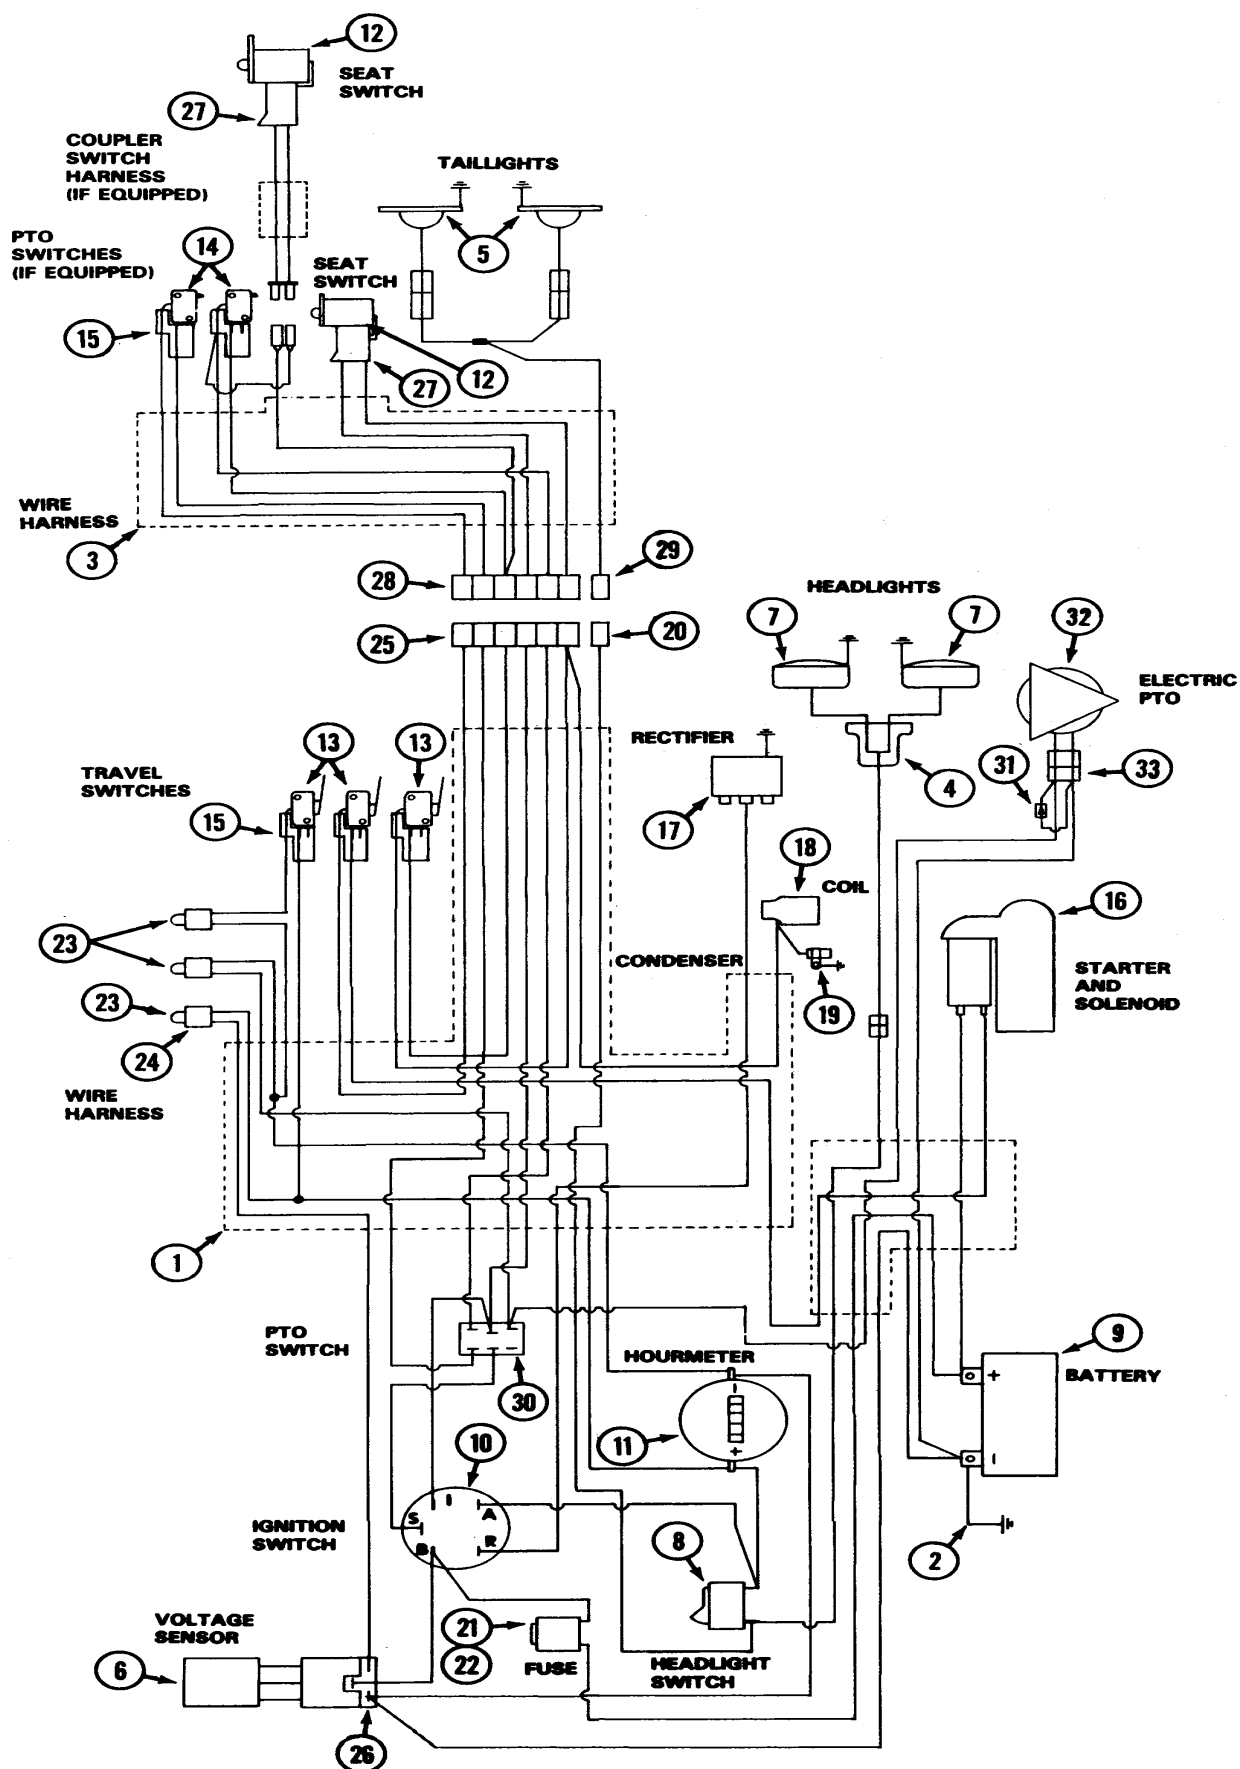 12
SEAT
SWITCH
27
COUPLER
SWITCH
HARNESS
(IF EQUIPPED)
TAILLIGHTS
5
PTO
SWITCHES
(IF EQUIPPED)
14
SEAT
SWITCH
15
12
27
WIRE
HARNESS
3
28
29
25
20
HEADLIGHTS
7
7
32
ELECTRIC
PTO
TRAVEL
SWITCHES
13
13
RECTIFIER
4
31
33
15
17
18
COIL
16
23
CONDENSER
STARTER
AND
SOLENOID
23
19
24
WIRE
HARNESS
1
PTO
SWITCH
30
HOURMETER
-
+
11
9
BATTERY
+
-
10
I
S
A
B
R
IGNITION
SWITCH
8
2
VOLTAGE
SENSOR
6
21
22
FUSE
HEADLIGHT
SWITCH
26